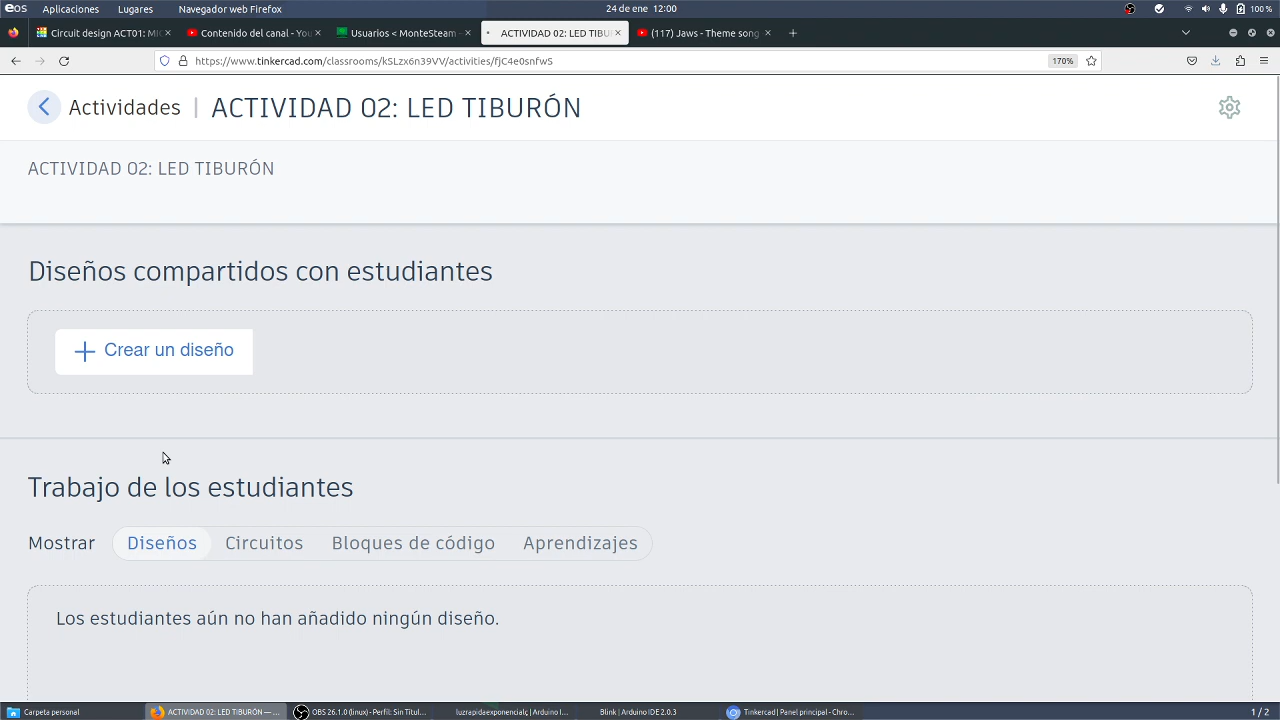 eOS Aplicaciones Lugares Navegador web Firefox 24 de ene 12:00 100 %
Circuit design ACT01: MIC
Contenido del canal - You
Usuarios < MonteSteam -
ACTIVIDAD 02: LED TIBUR
(117) Jaws - Theme song
https://www.tinkercad.com/classrooms/kSLzx6n39VV/activities/fjC4e0snfwS 170%
Actividades | ACTIVIDAD 02: LED TIBURÓN
ACTIVIDAD 02: LED TIBURÓN
Diseños compartidos con estudiantes
+ Crear un diseño
Trabajo de los estudiantes
Mostrar Diseños Circuitos Bloques de código Aprendizajes
Los estudiantes aún no han añadido ningún diseño.
Carpeta personal
ACTIVIDAD 02: LED TIBURÓN — ...
OBS 26.1.0 (linux) - Perfil: Sin Títul...
luzrapidaexponencialç | Arduino I...
Blink | Arduino IDE 2.0.3
Tinkercad | Panel principal - Chro...
1 / 2